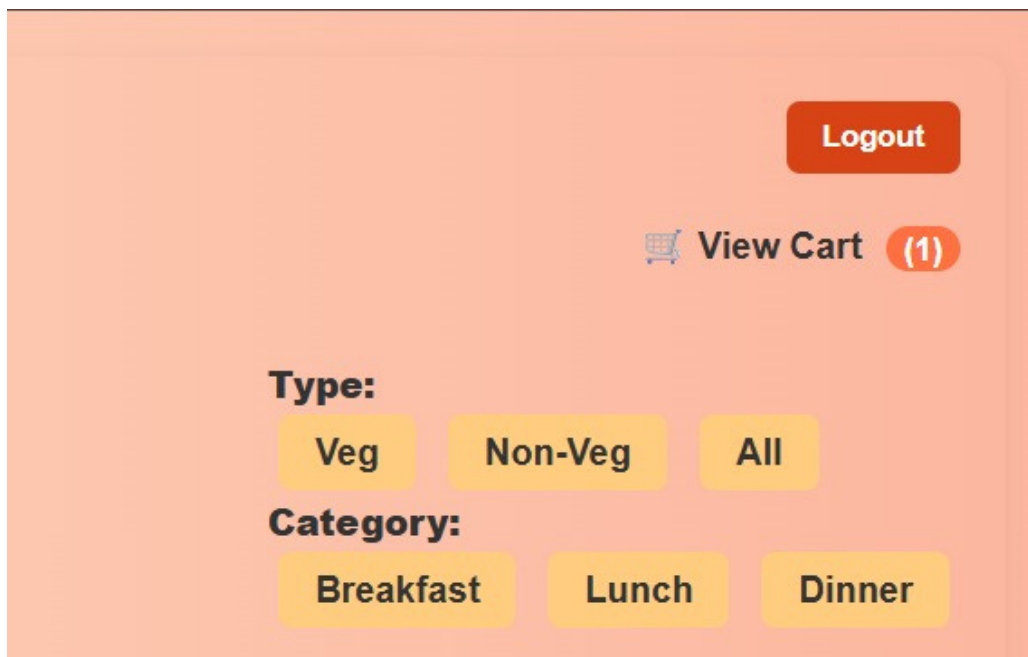 Logout
🛒 View Cart (1)
Type:
Veg Non-Veg All
Category:
Breakfast Lunch Dinner